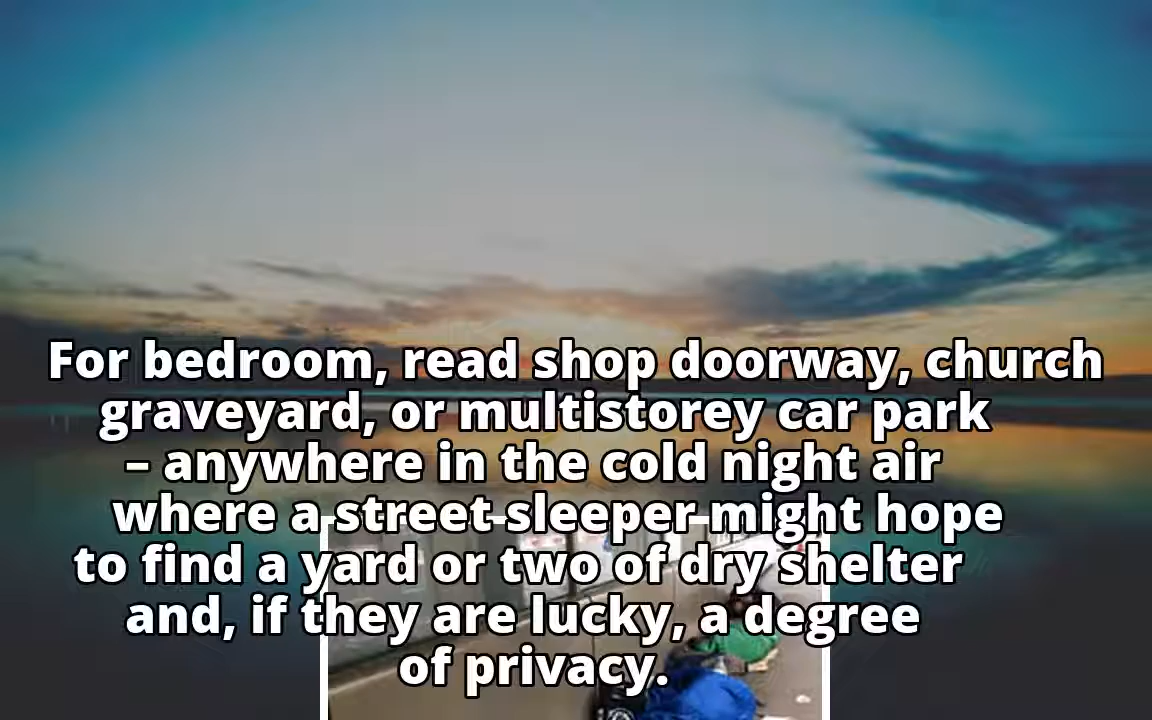 For bedroom, read shop doorway, church
graveyard, or multistorey car park
– anywhere in the cold night air
where a street sleeper might hope
to find a yard or two of dry shelter
and, if they are lucky, a degree
of privacy.